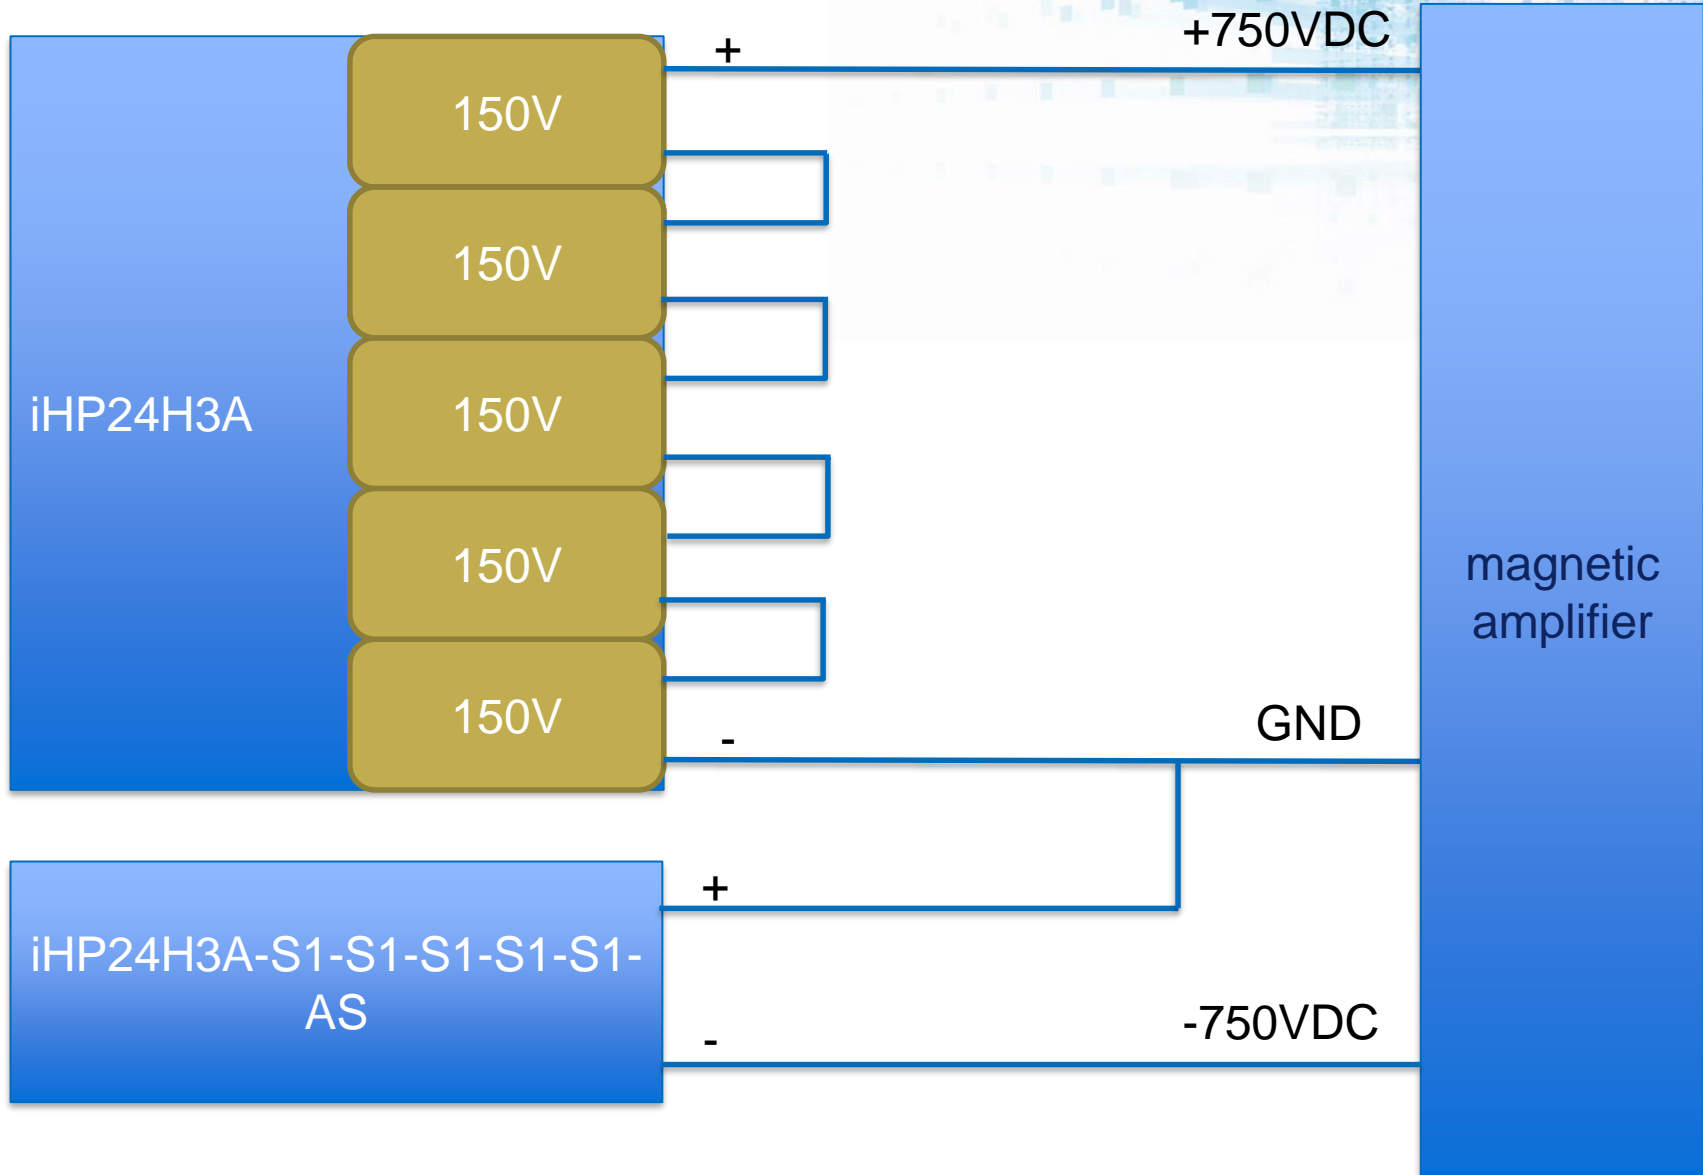 +
+750VDC
150V
150V
iHP24H3A
150V
150V
magnetic
amplifier
150V
-
GND
+
iHP24H3A-S1-S1-S1-S1-S1-
AS
-
-750VDC